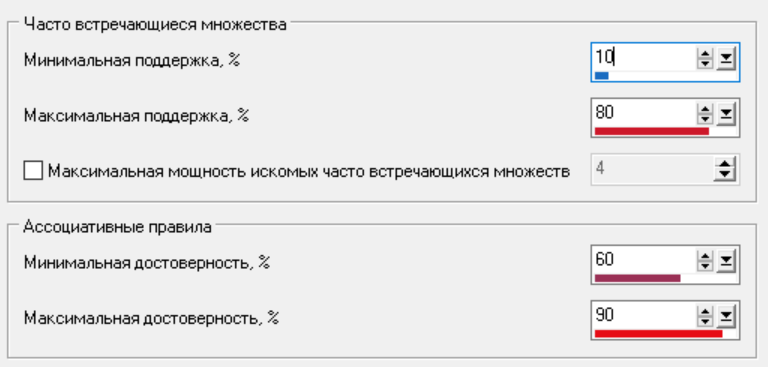 Часто встречающиеся множества
Минимальная поддержка, % 10
Максимальная поддержка, % 80
Максимальная мощность искомых часто встречающихся множеств 4
Ассоциативные правила
Минимальная достоверность, % 60
Максимальная достоверность, % 90